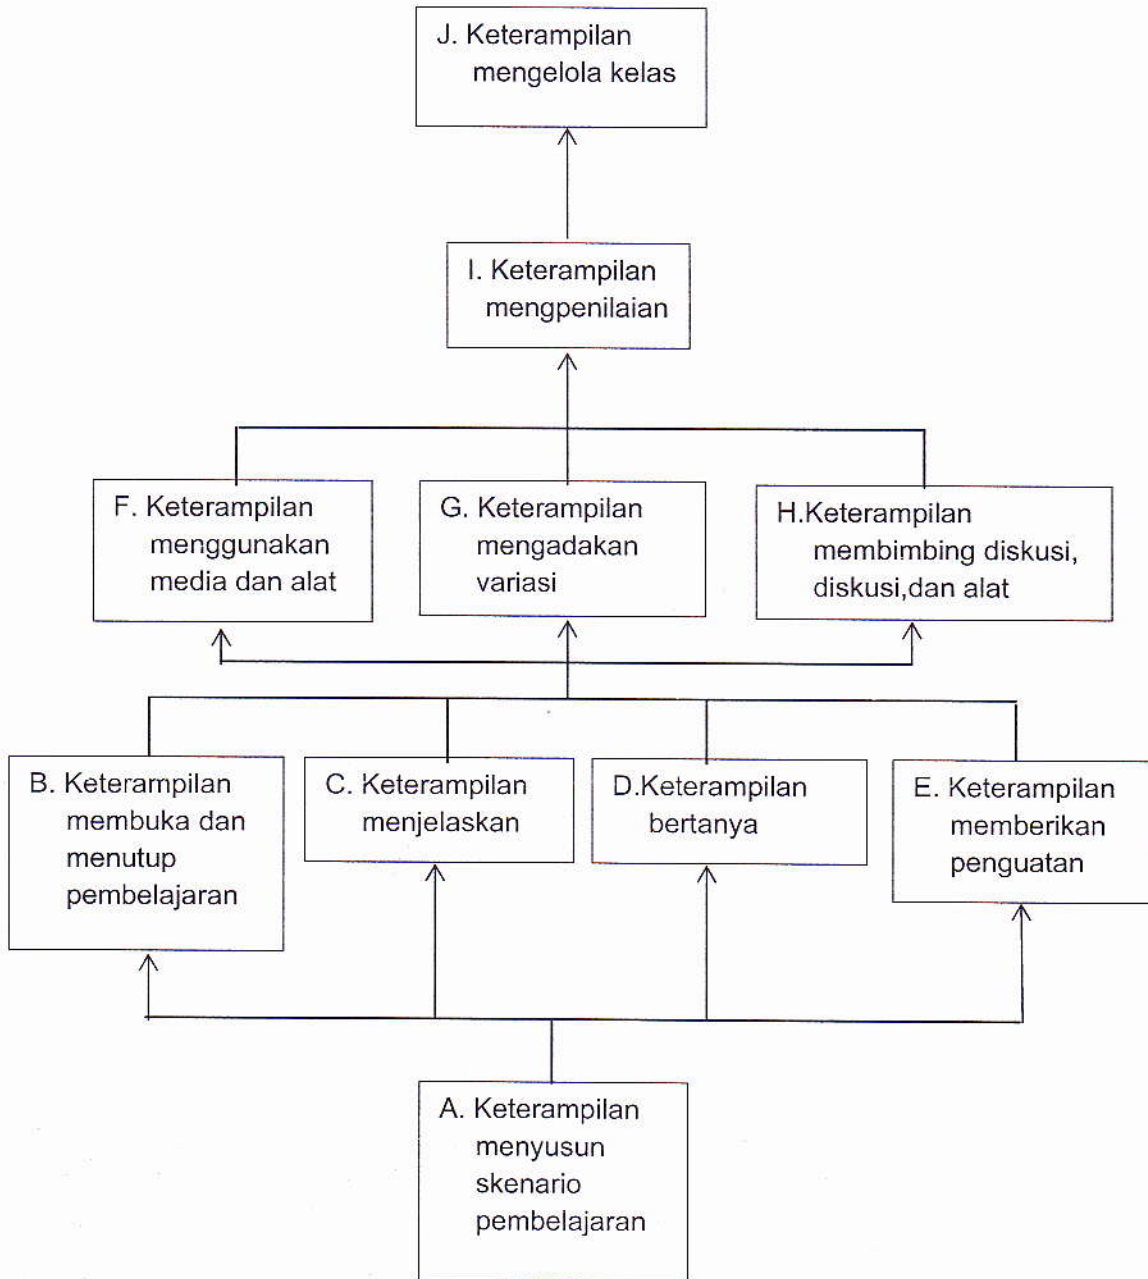 J. Keterampilan
mengelola kelas
I. Keterampilan
mengpenilaian
F. Keterampilan
menggunakan
media dan alat
G. Keterampilan
mengadakan
variasi
H.Keterampilan
membimbing diskusi,
diskusi,dan alat
B. Keterampilan
membuka dan
menutup
pembelajaran
C. Keterampilan
menjelaskan
D.Keterampilan
bertanya
E. Keterampilan
memberikan
penguatan
A. Keterampilan
menyusun
skenario
pembelajaran